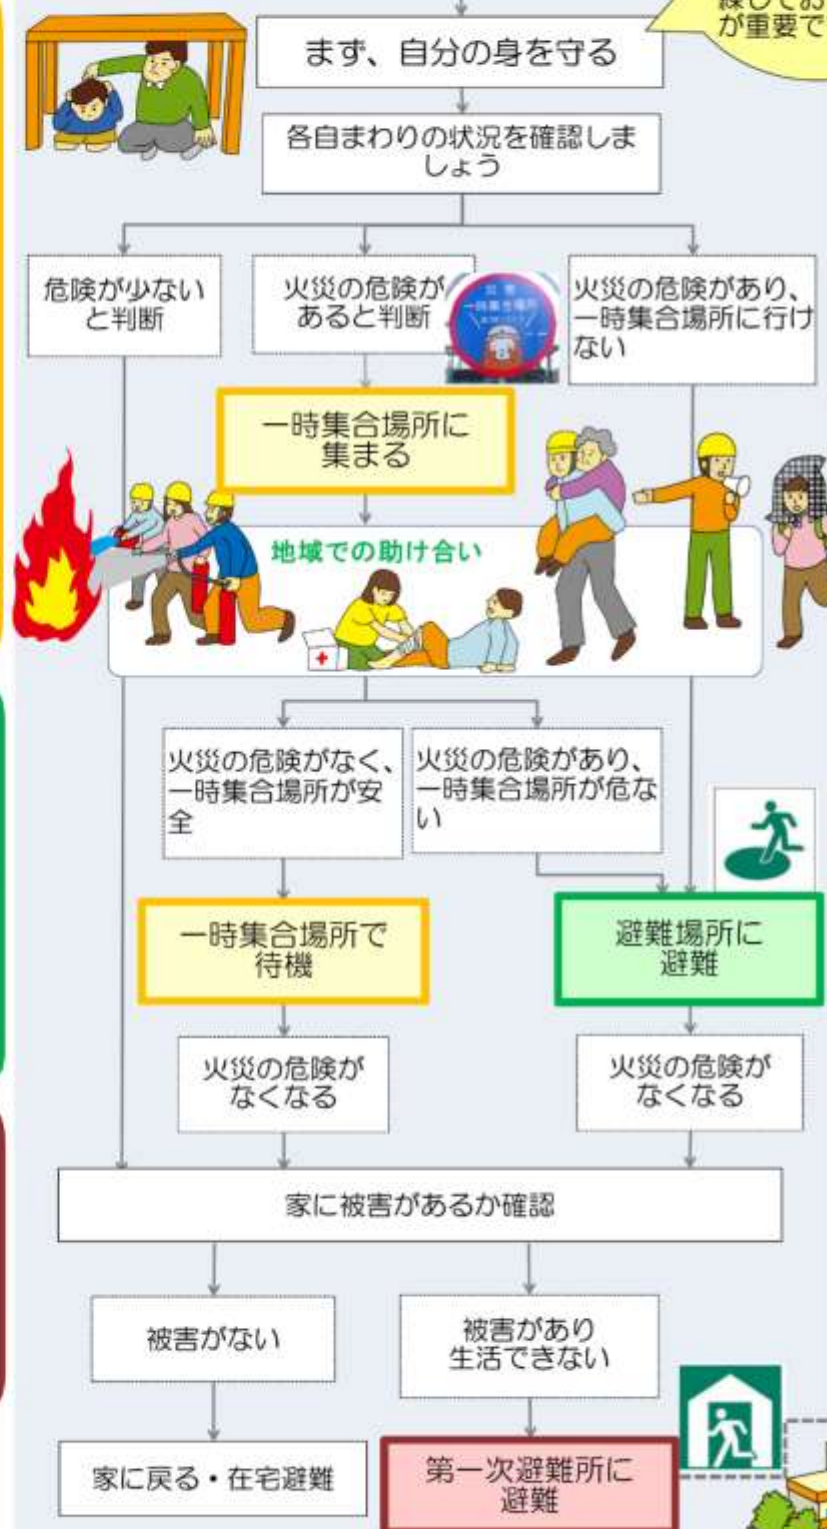 が重要で
まず、自分の身を守る
各自まわりの状況を確認しま
しょう
危険が少ない
と判断
火災の危険が
あると判断
一時集合場所
火災の危険があり、
一時集合場所に行け
ない
一時集合場所に
集まる
地域での助け合い
火災の危険がなく、
一時集合場所が安
全
火災の危険があり、
一時集合場所が危な
い
一時集合場所で
待機
避難場所に
避難
火災の危険が
なくなる
火災の危険が
なくなる
家に被害があるか確認
被害がない
被害があり
生活できない
家に戻る・在宅避難
第一次避難所に
避難